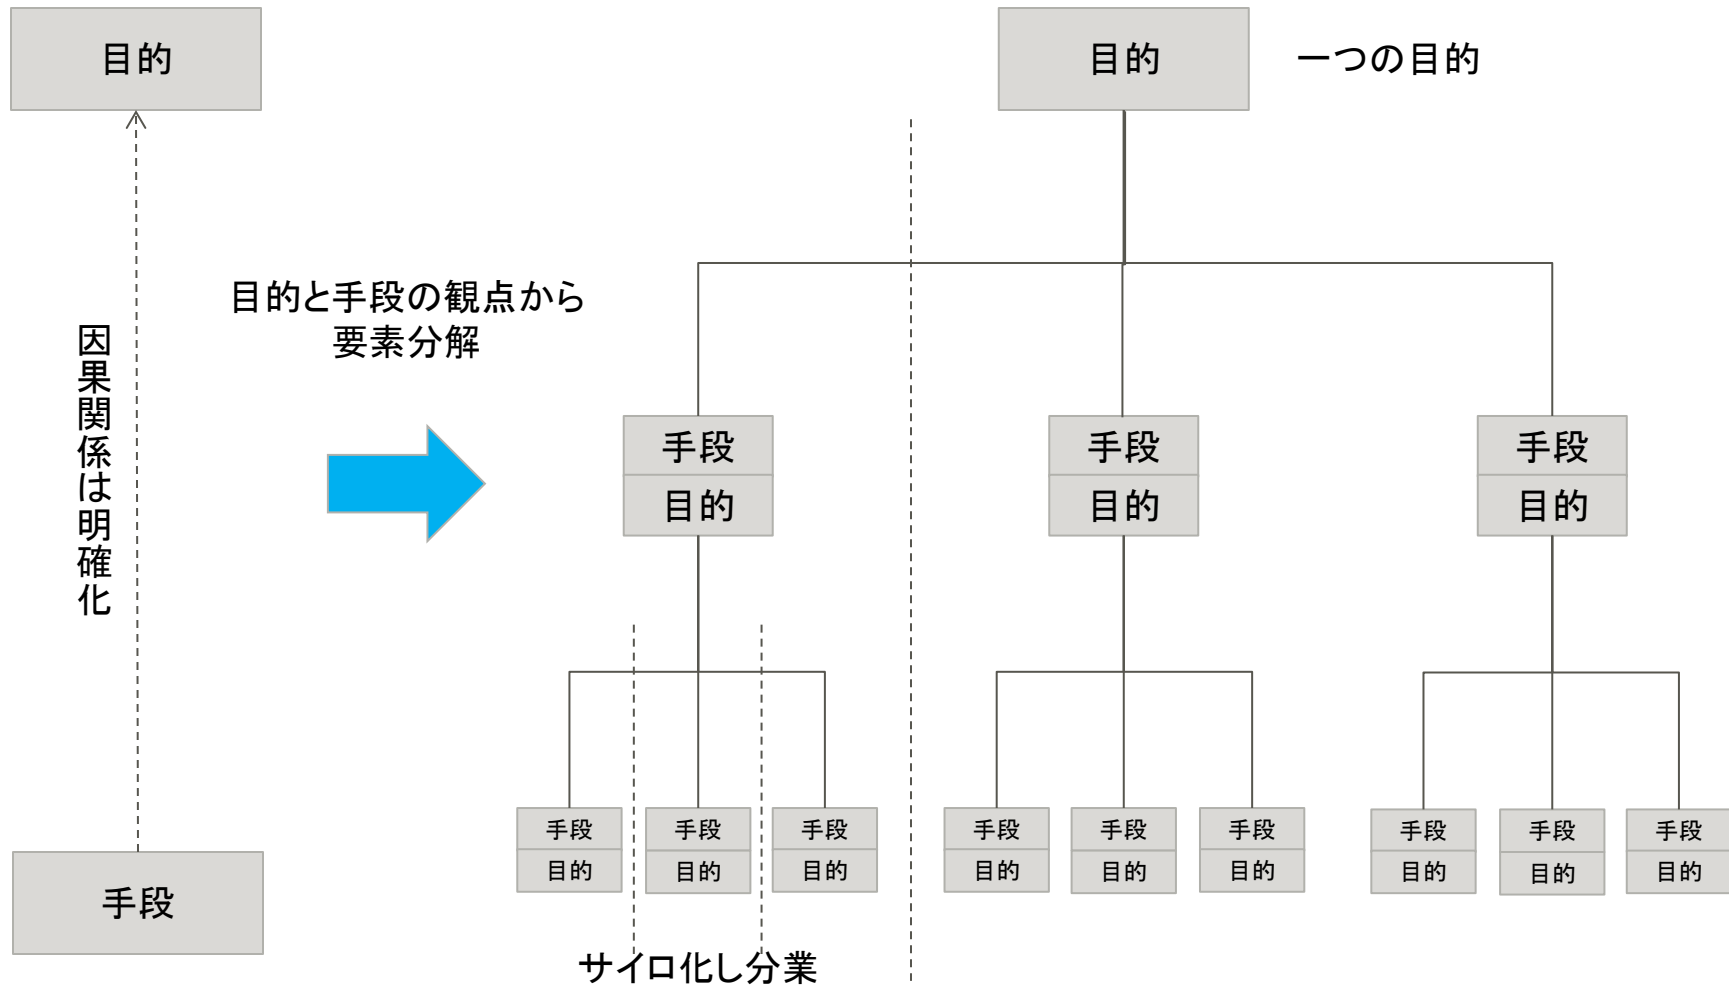 目的
目的
一つの目的
目的と手段の観点から
要素分解
因果関係は明確化
手段
目的
手段
目的
手段
目的
手段
目的
手段
目的
手段
目的
手段
目的
手段
目的
手段
目的
手段
目的
手段
目的
手段
目的
手段
サイロ化し分業